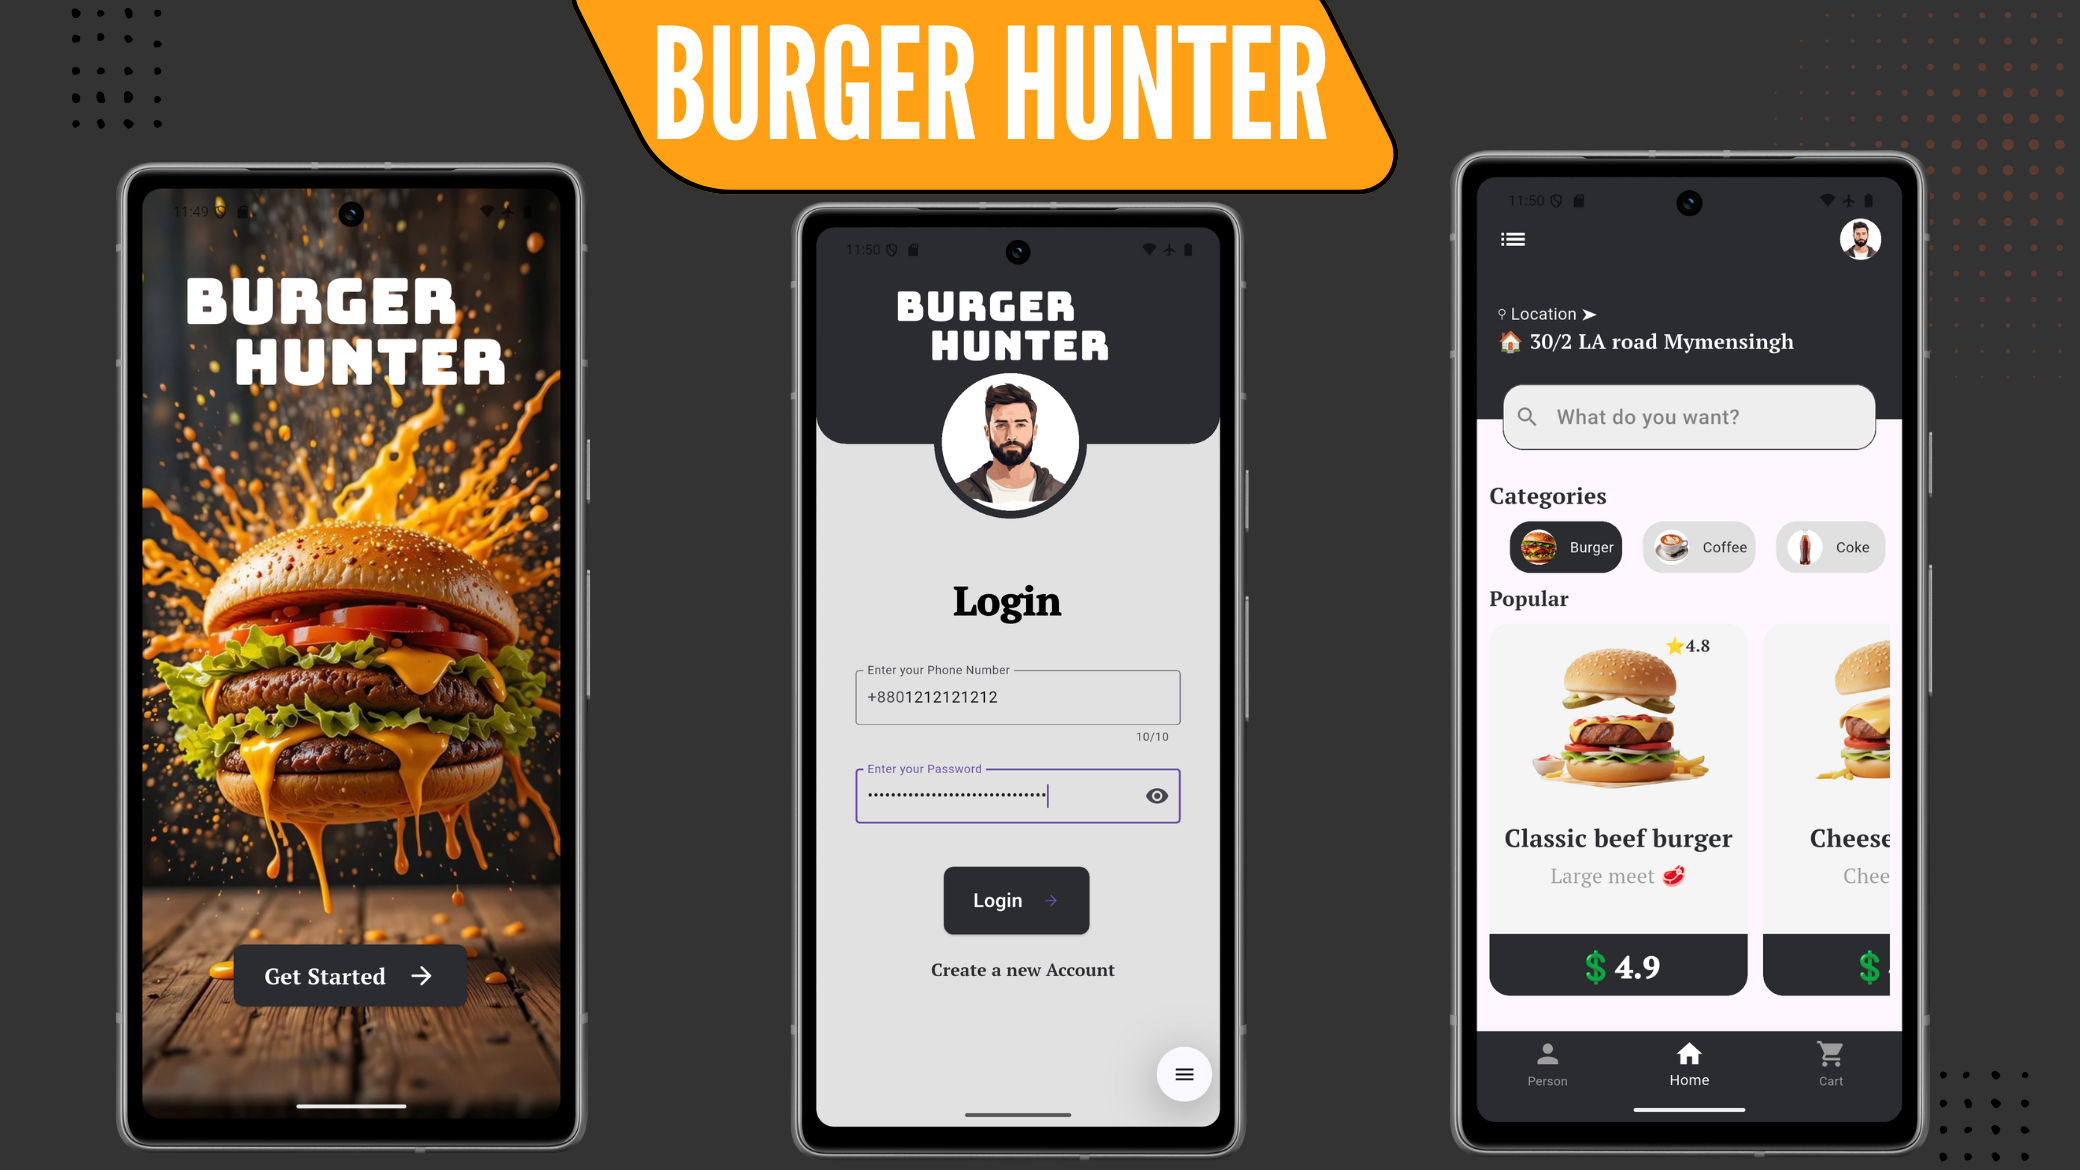 BURGER HUNTER
11:49
BURGER
HUNTER
Get Started
11:50
BURGER
HUNTER
Login
Enter your Phone Number
+8801212121212
10/10
Enter your Password
Login
Create a new Account
11:50
Location
30/2 LA road Mymensingh
What do you want?
Categories
Burger
Coffee
Coke
Popular
4.8
Classic beef burger
Large meet
$ 4.9
Cheese
Chee
$
Person
Home
Cart